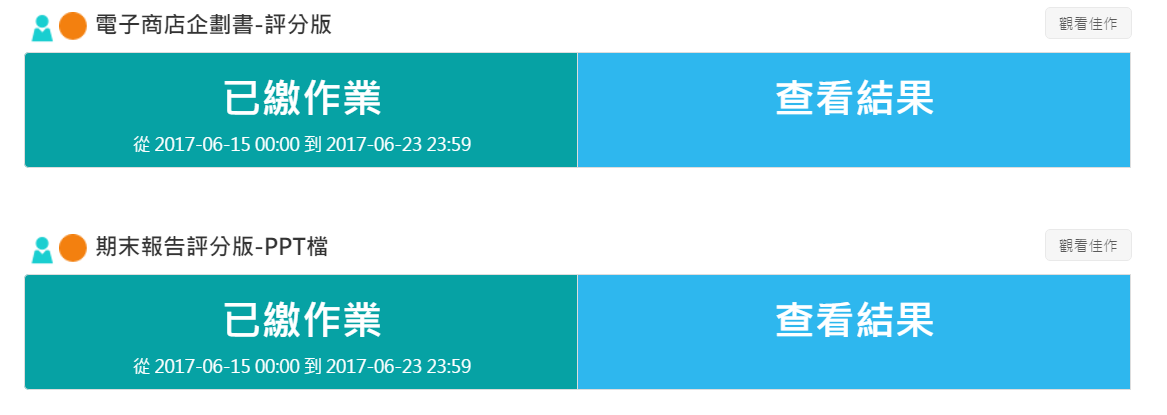 電子商店企劃書-評分版
觀看佳作
已繳作業
從 2017-06-15 00:00 到 2017-06-23 23:59
查看結果
期末報告評分版-PPT檔
觀看佳作
已繳作業
從 2017-06-15 00:00 到 2017-06-23 23:59
查看結果